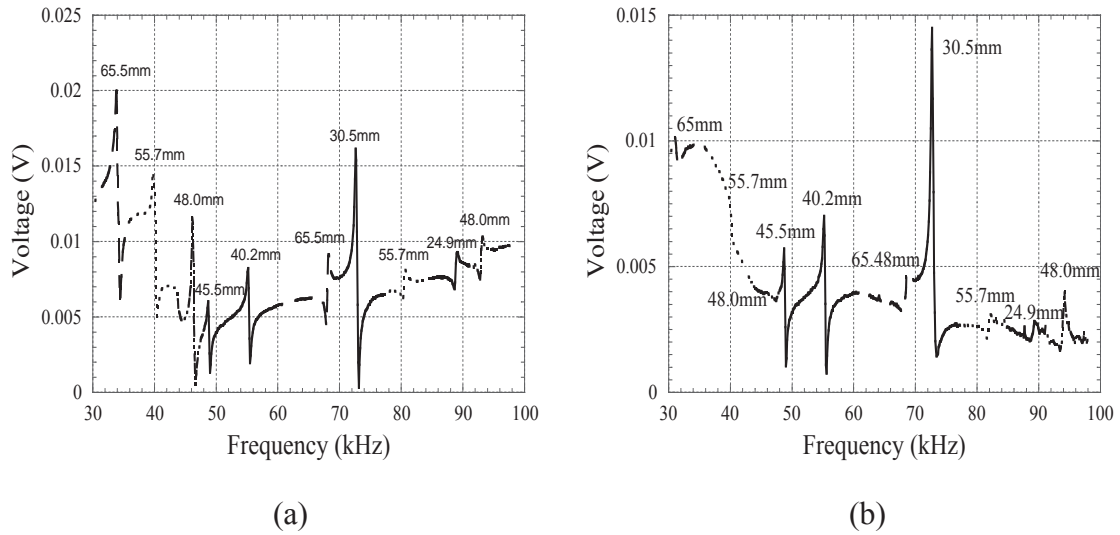 0.025
0.02
0.015
0.01
0.005
0
Voltage (V)
65.5mm
55.7mm
48.0mm
45.5mm
40.2mm
65.5mm
30.5mm
55.7mm
24.9mm
48.0mm
30 40 50 60 70 80 90 100
Frequency (kHz)
(a)
0.015
0.01
0.005
0
Voltage (V)
65mm
55.7mm
48.0mm
45.5mm
40.2mm
65.48mm
30.5mm
55.7mm
24.9mm
48.0mm
30 40 50 60 70 80 90 100
Frequency (kHz)
(b)